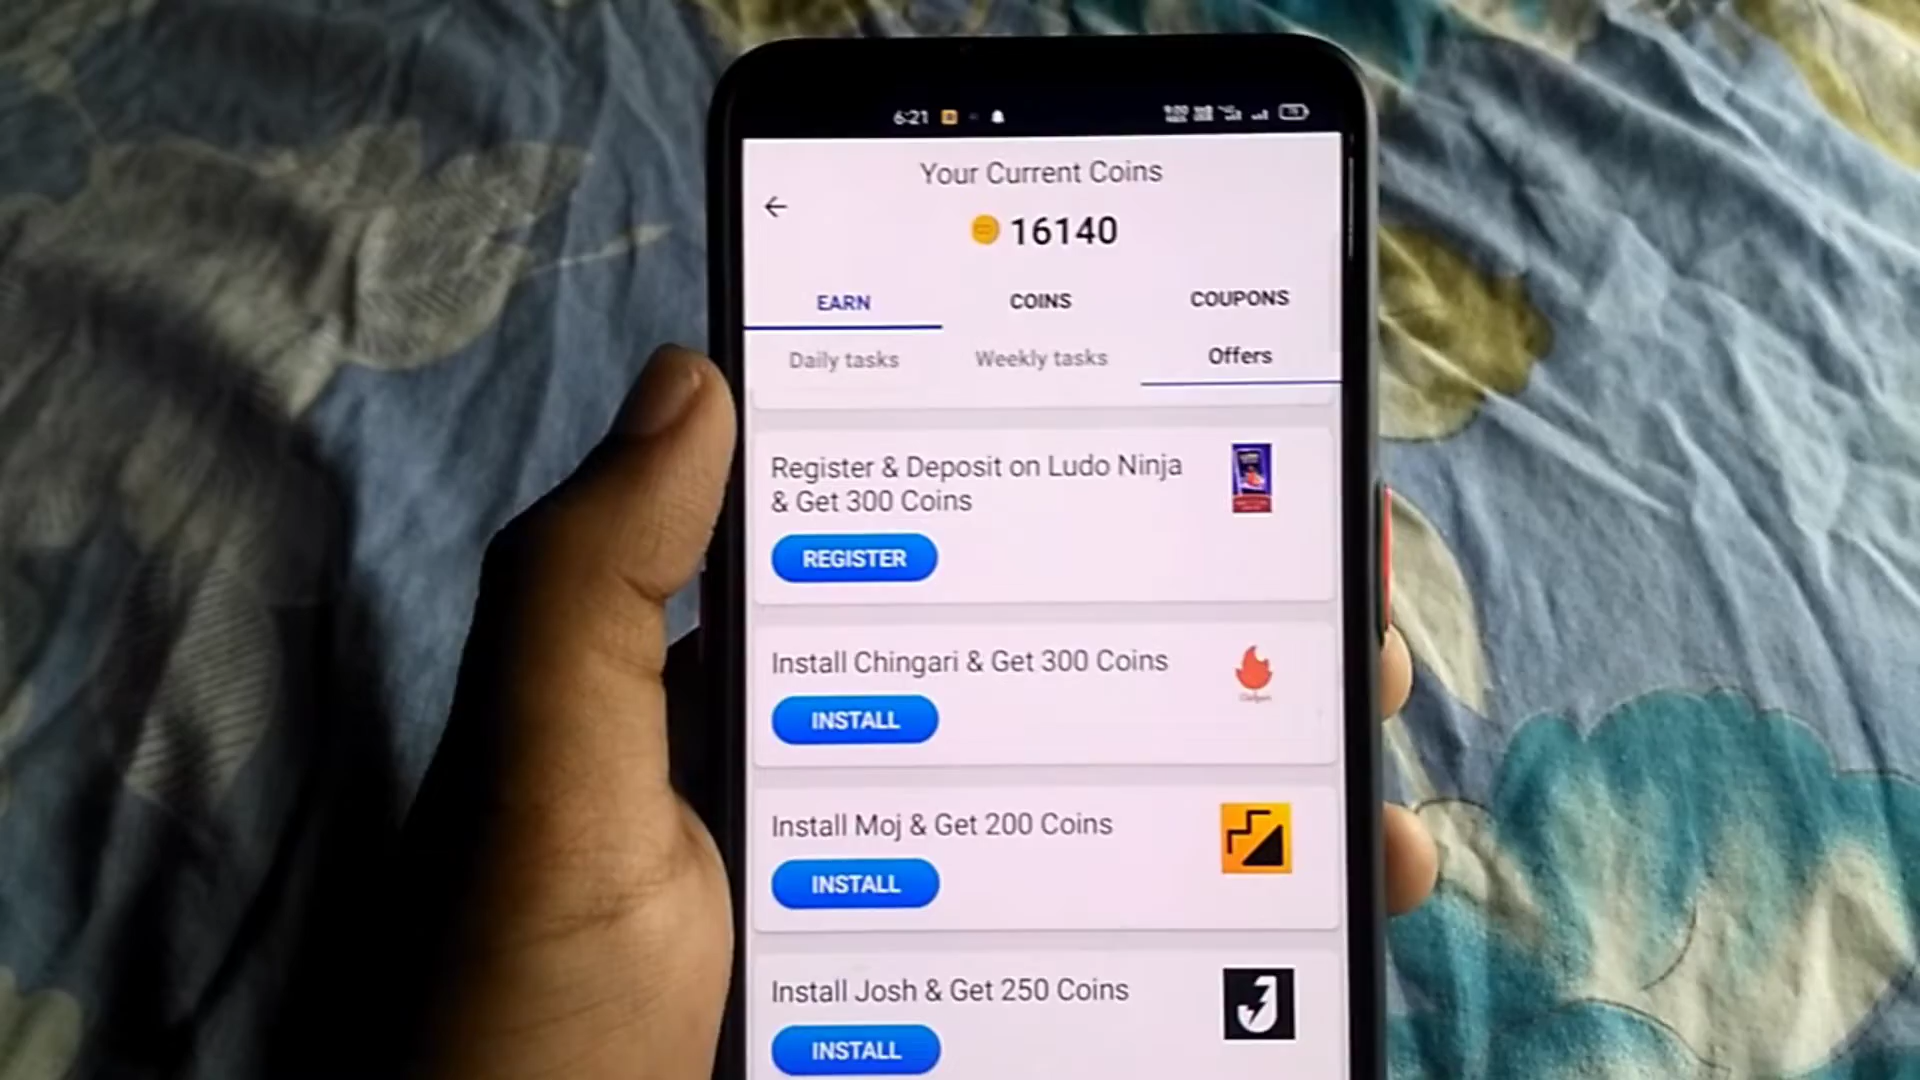 6:21
Your Current Coins
16140
EARN
COINS
COUPONS
Daily tasks
Weekly tasks
Offers
Register & Deposit on Ludo Ninja
& Get 300 Coins
REGISTER
Install Chingari & Get 300 Coins
INSTALL
Install Moj & Get 200 Coins
INSTALL
Install Josh & Get 250 Coins
INSTALL